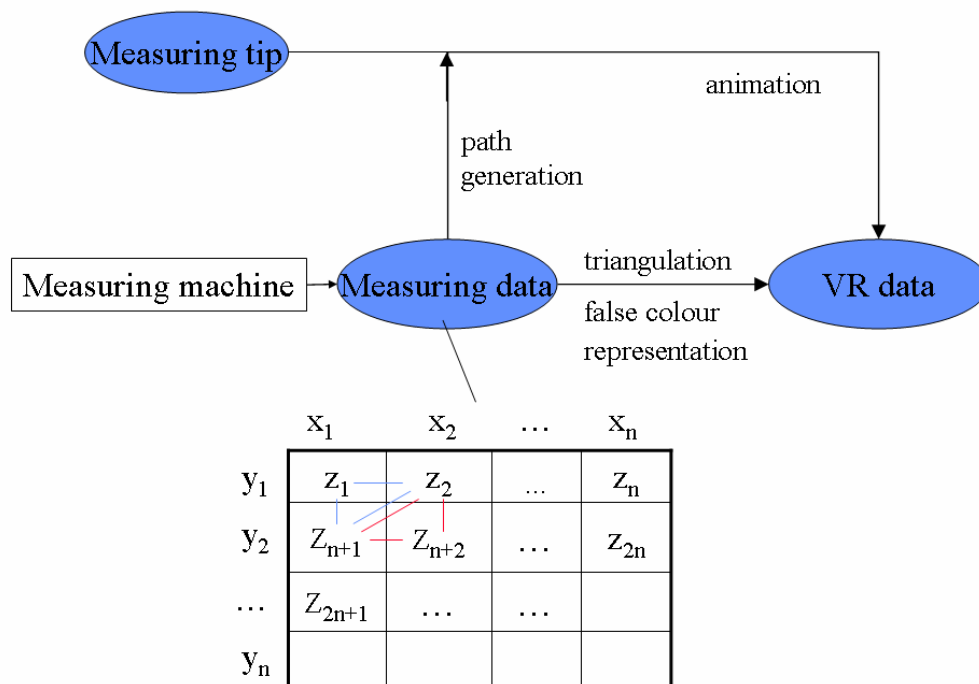 Measuring tip
animation
path
generation
Measuring machine
Measuring data
triangulation
false colour
representation
VR data
x₁ x₂ ... xₙ
y₁ z₁ z₂ ... zₙ
y₂ Zₙ₊₁ Zₙ₊₂ ... z₂ₙ
... Z₂ₙ₊₁ ... ...
yₙ